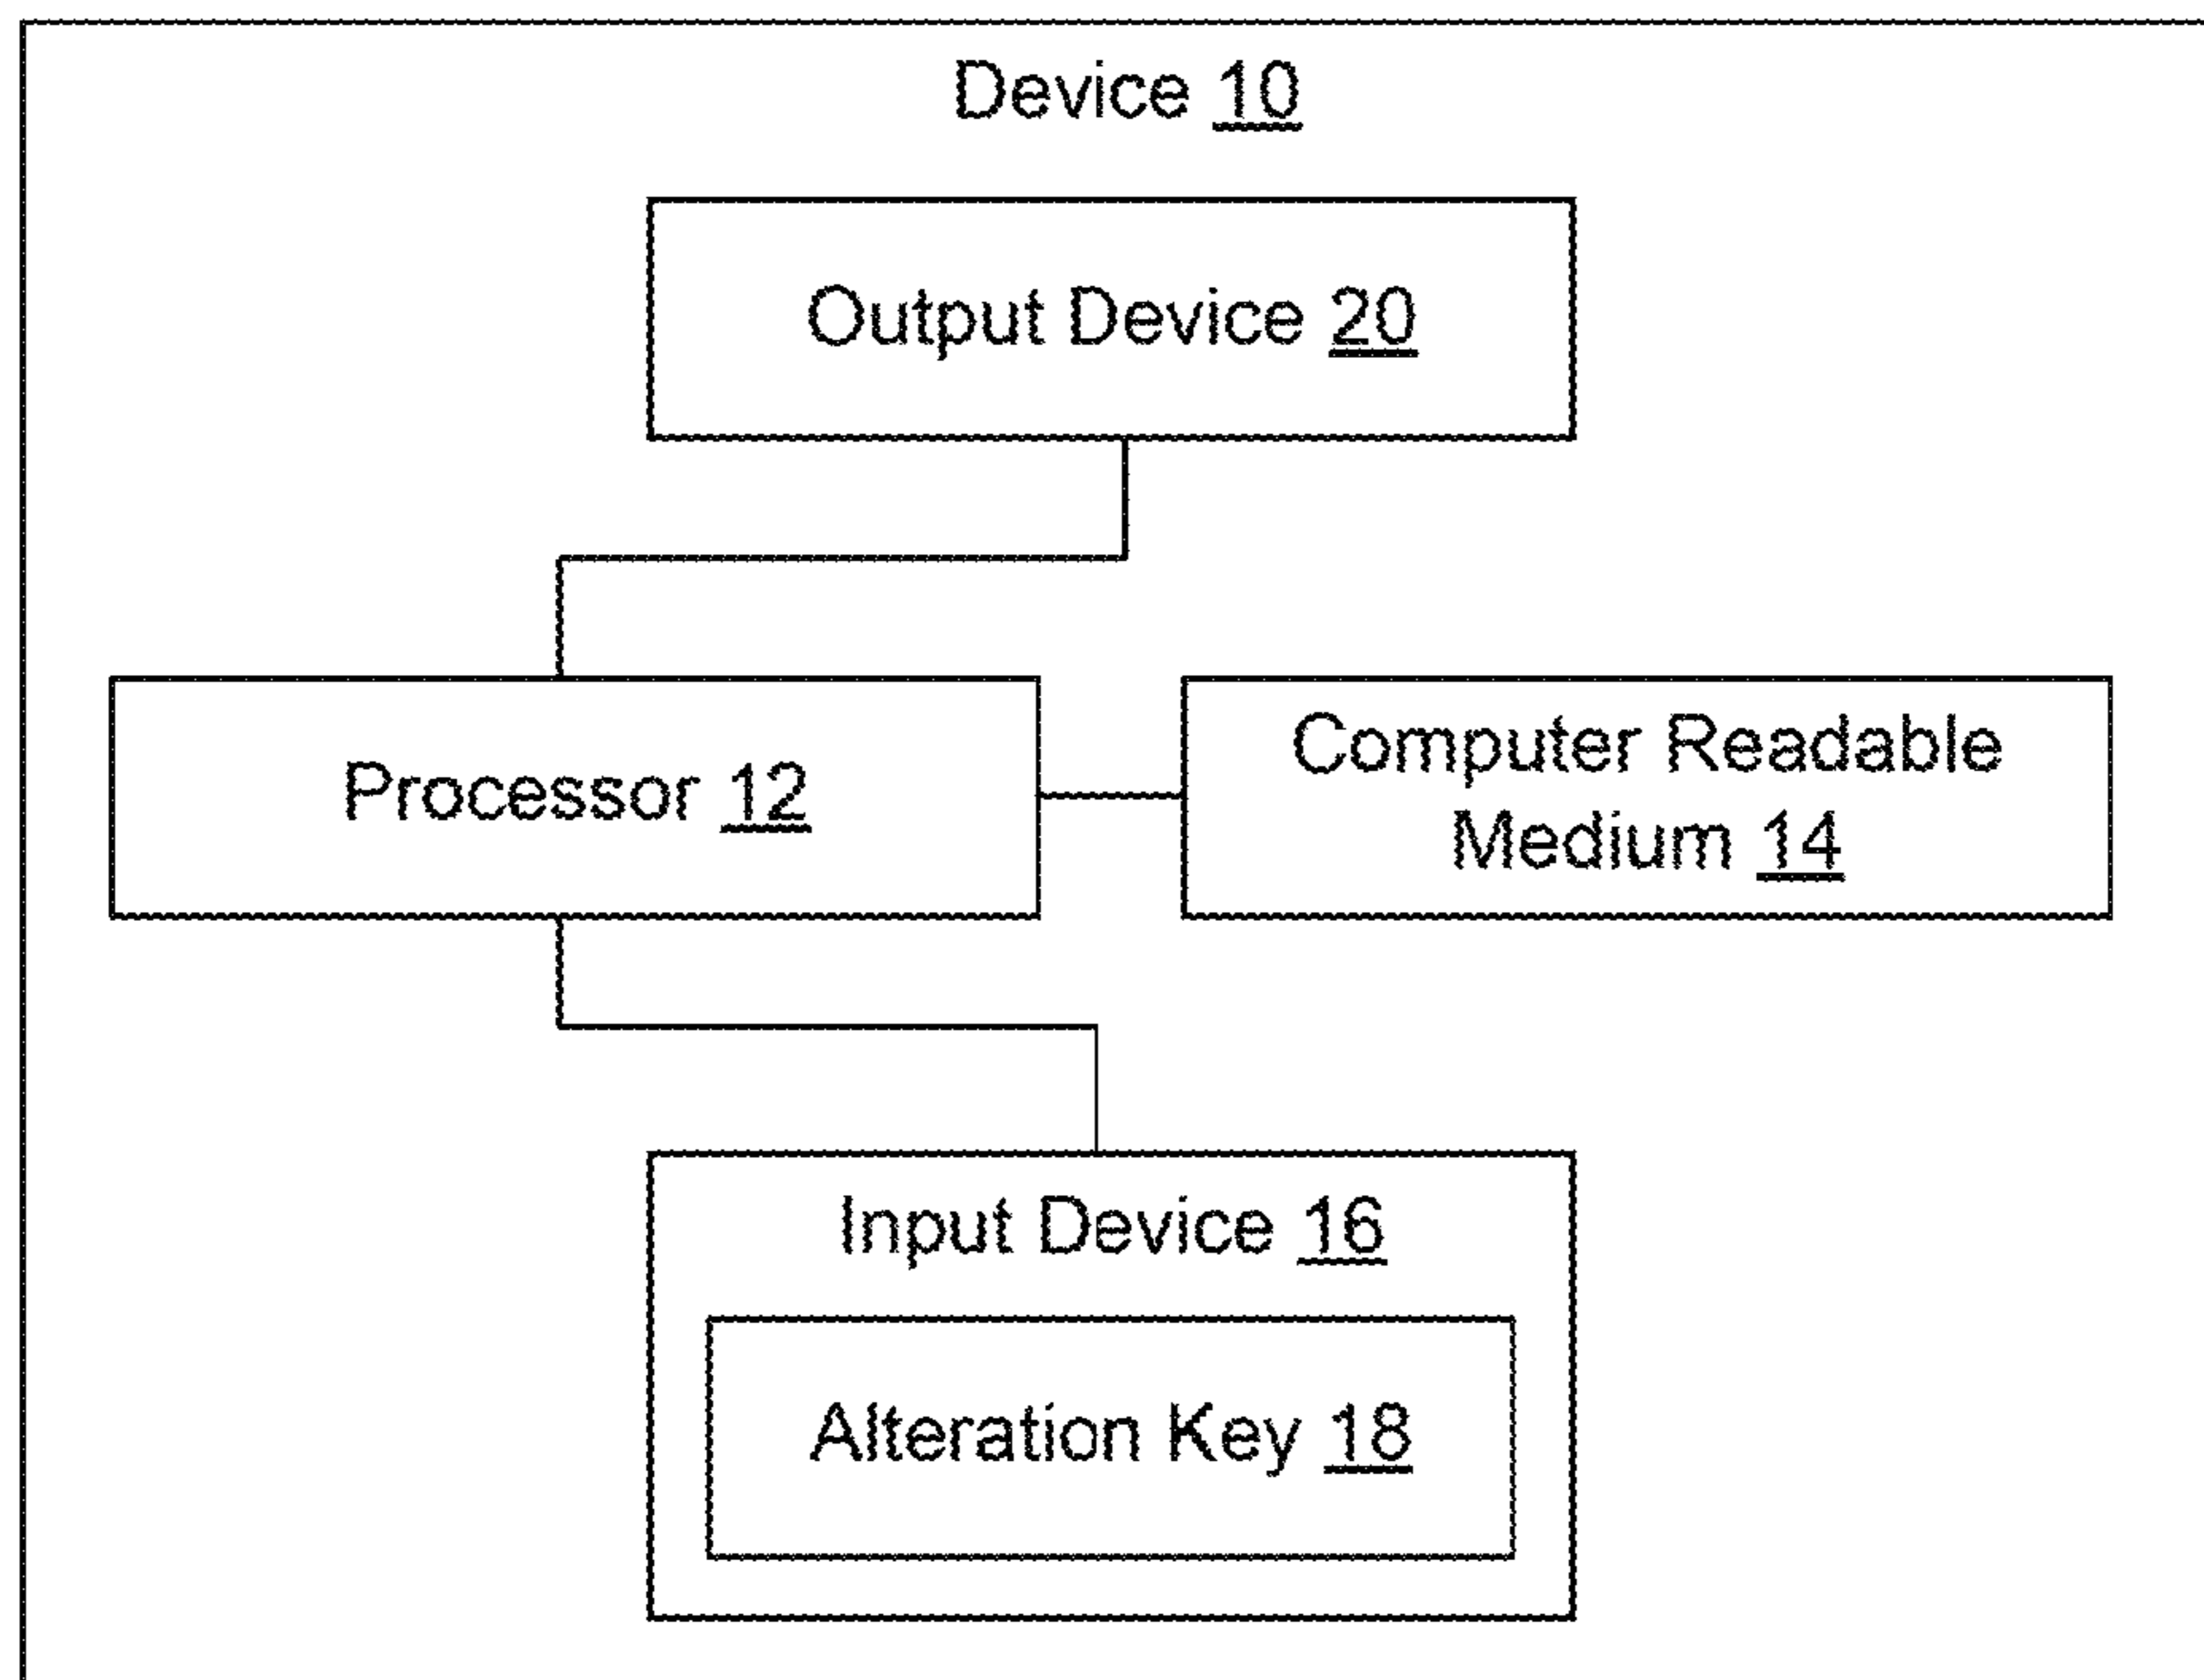 Device 10
Output Device 20
Processor 12
Computer Readable
Medium 14
Input Device 16
Alteration Key 18